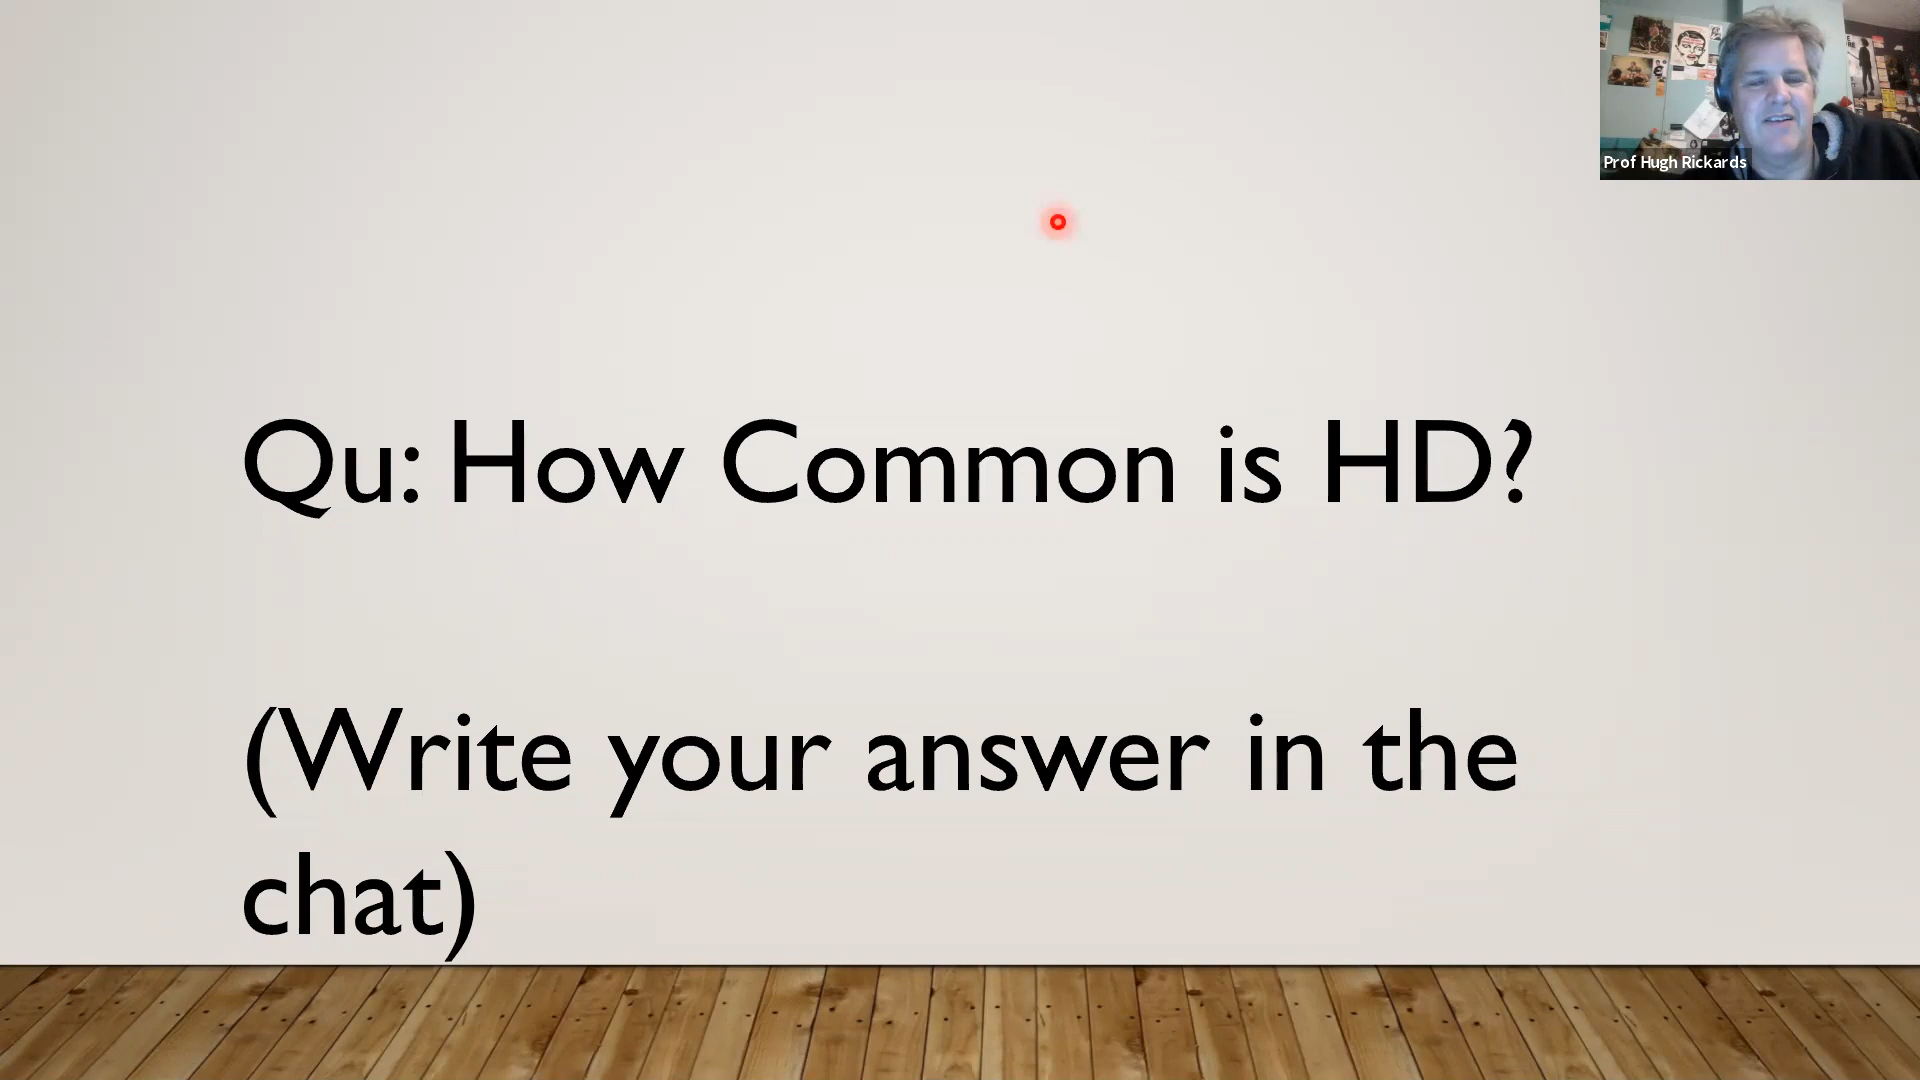 Prof Hugh Rickards
Qu: How Common is HD?
(Write your answer in the
chat)